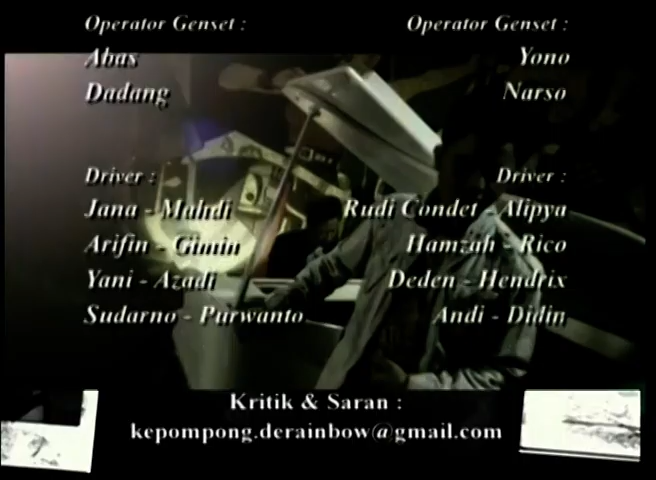 Operator Genset :
Abas
Dadang
Operator Genset :
Yono
Narso
Driver :
Jana - Mahdi
Arifin - Gimin
Yani - Azadi
Sudarno - Purwanto
Driver :
Rudi Condet - Alipya
Hamzah - Rico
Deden - Hendrix
Andi - Didin
Kritik & Saran :
kepompong.derainbow@gmail.com